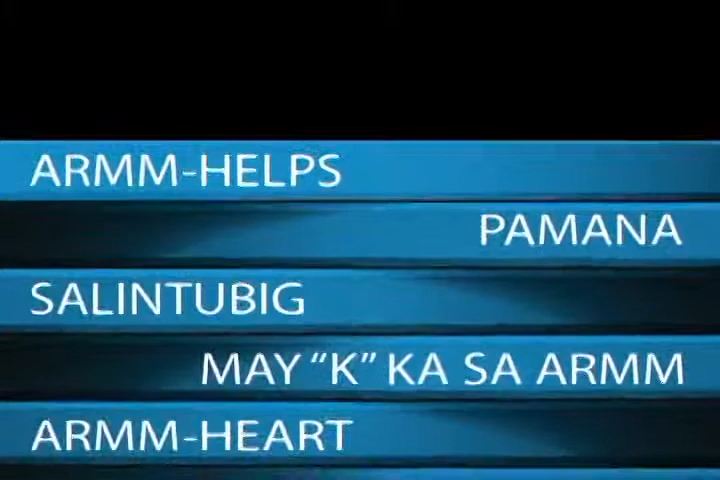 ARMM-HELPS
PAMANA
SALINTUBIG
MAY “K” KA SA ARMM
ARMM-HEART